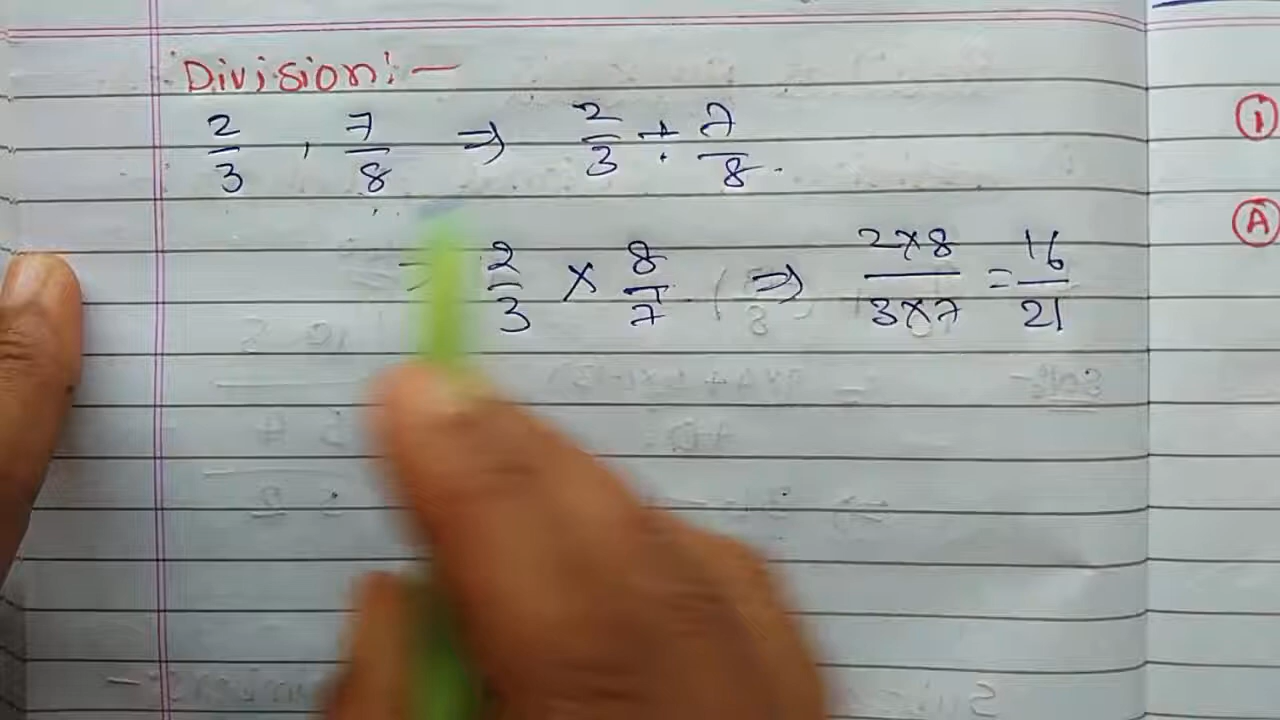 Division:-
2/3 , 7/8 ⇒ 2/3 ÷ 7/8.
⇒ 2/3 × 8/7 ⇒ 2×8/3×7 = 16/21
1
A